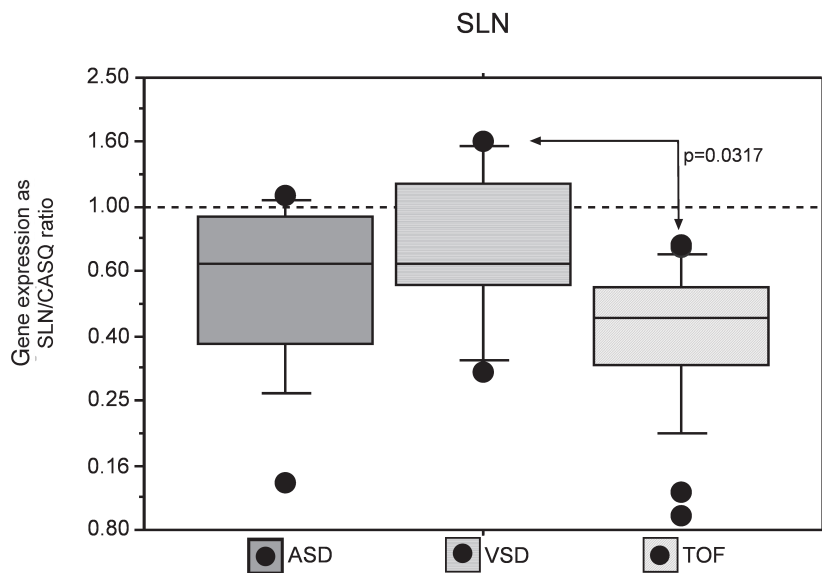 SLN
Gene expression as
SLN/CASQ ratio
2.50
1.60
1.00
0.60
0.40
0.25
0.16
0.80
p=0.0317
ASD
VSD
TOF